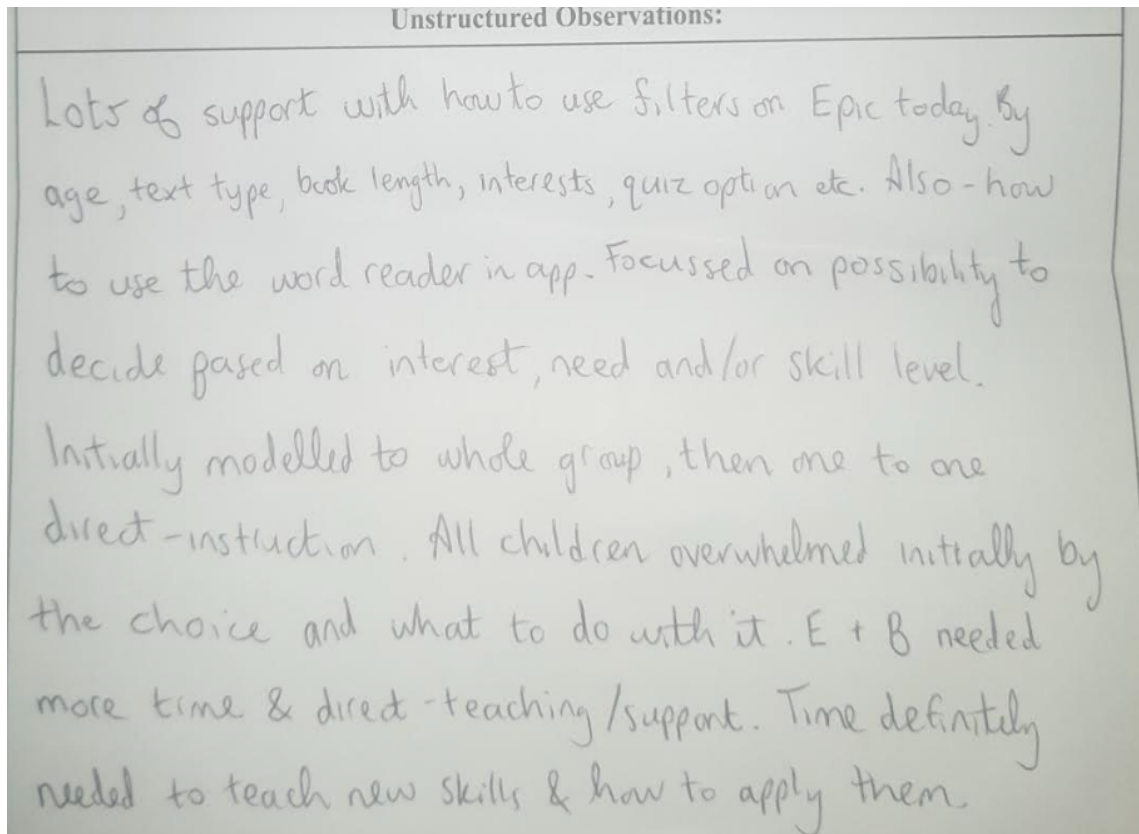 Unstructured Observations:
Lots of support with how to use filters on Epic today. By
age, text type, book length, interests, quiz option etc. Also - how
to use the word reader in app. Focussed on possibility to
decide based on interest, need and/or skill level.
Initially modelled to whole group, then one to one
direct-instruction. All children overwhelmed initially by
the choice and what to do with it. E + B needed
more time & direct-teaching/support. Time definitely
needed to teach new skills & how to apply them.